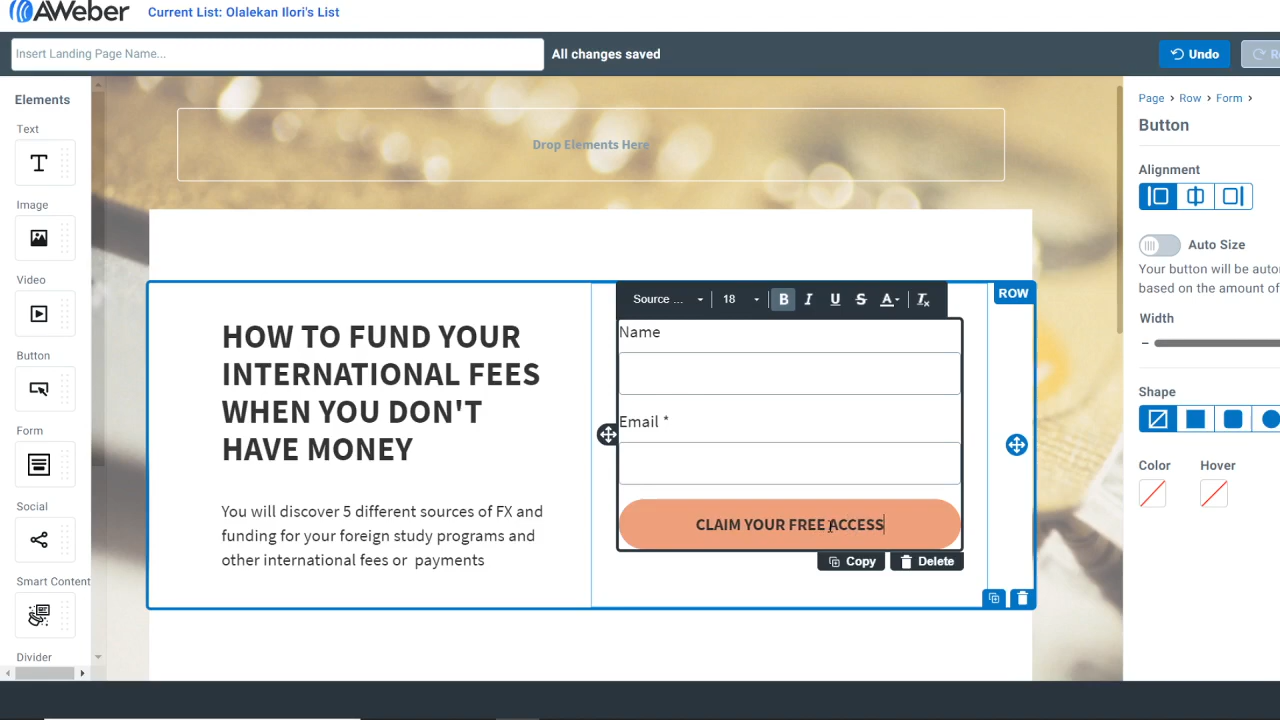 AWeber
Current List: Olalekan Ilori's List
Insert Landing Page Name...
All changes saved
Undo
Elements
Text
Image
Video
Button
Form
Social
Smart Content
Divider
Drop Elements Here
ROW
HOW TO FUND YOUR
INTERNATIONAL FEES
WHEN YOU DON'T
HAVE MONEY
You will discover 5 different sources of FX and
funding for your foreign study programs and
other international fees or payments
Source ...
18
B I U S A Tx
Name
Email *
CLAIM YOUR FREE ACCESS
Copy
Delete
Page > Row > Form >
Button
Alignment
Auto Size
Your button will be auto
based on the amount of
Width
Shape
Color
Hover